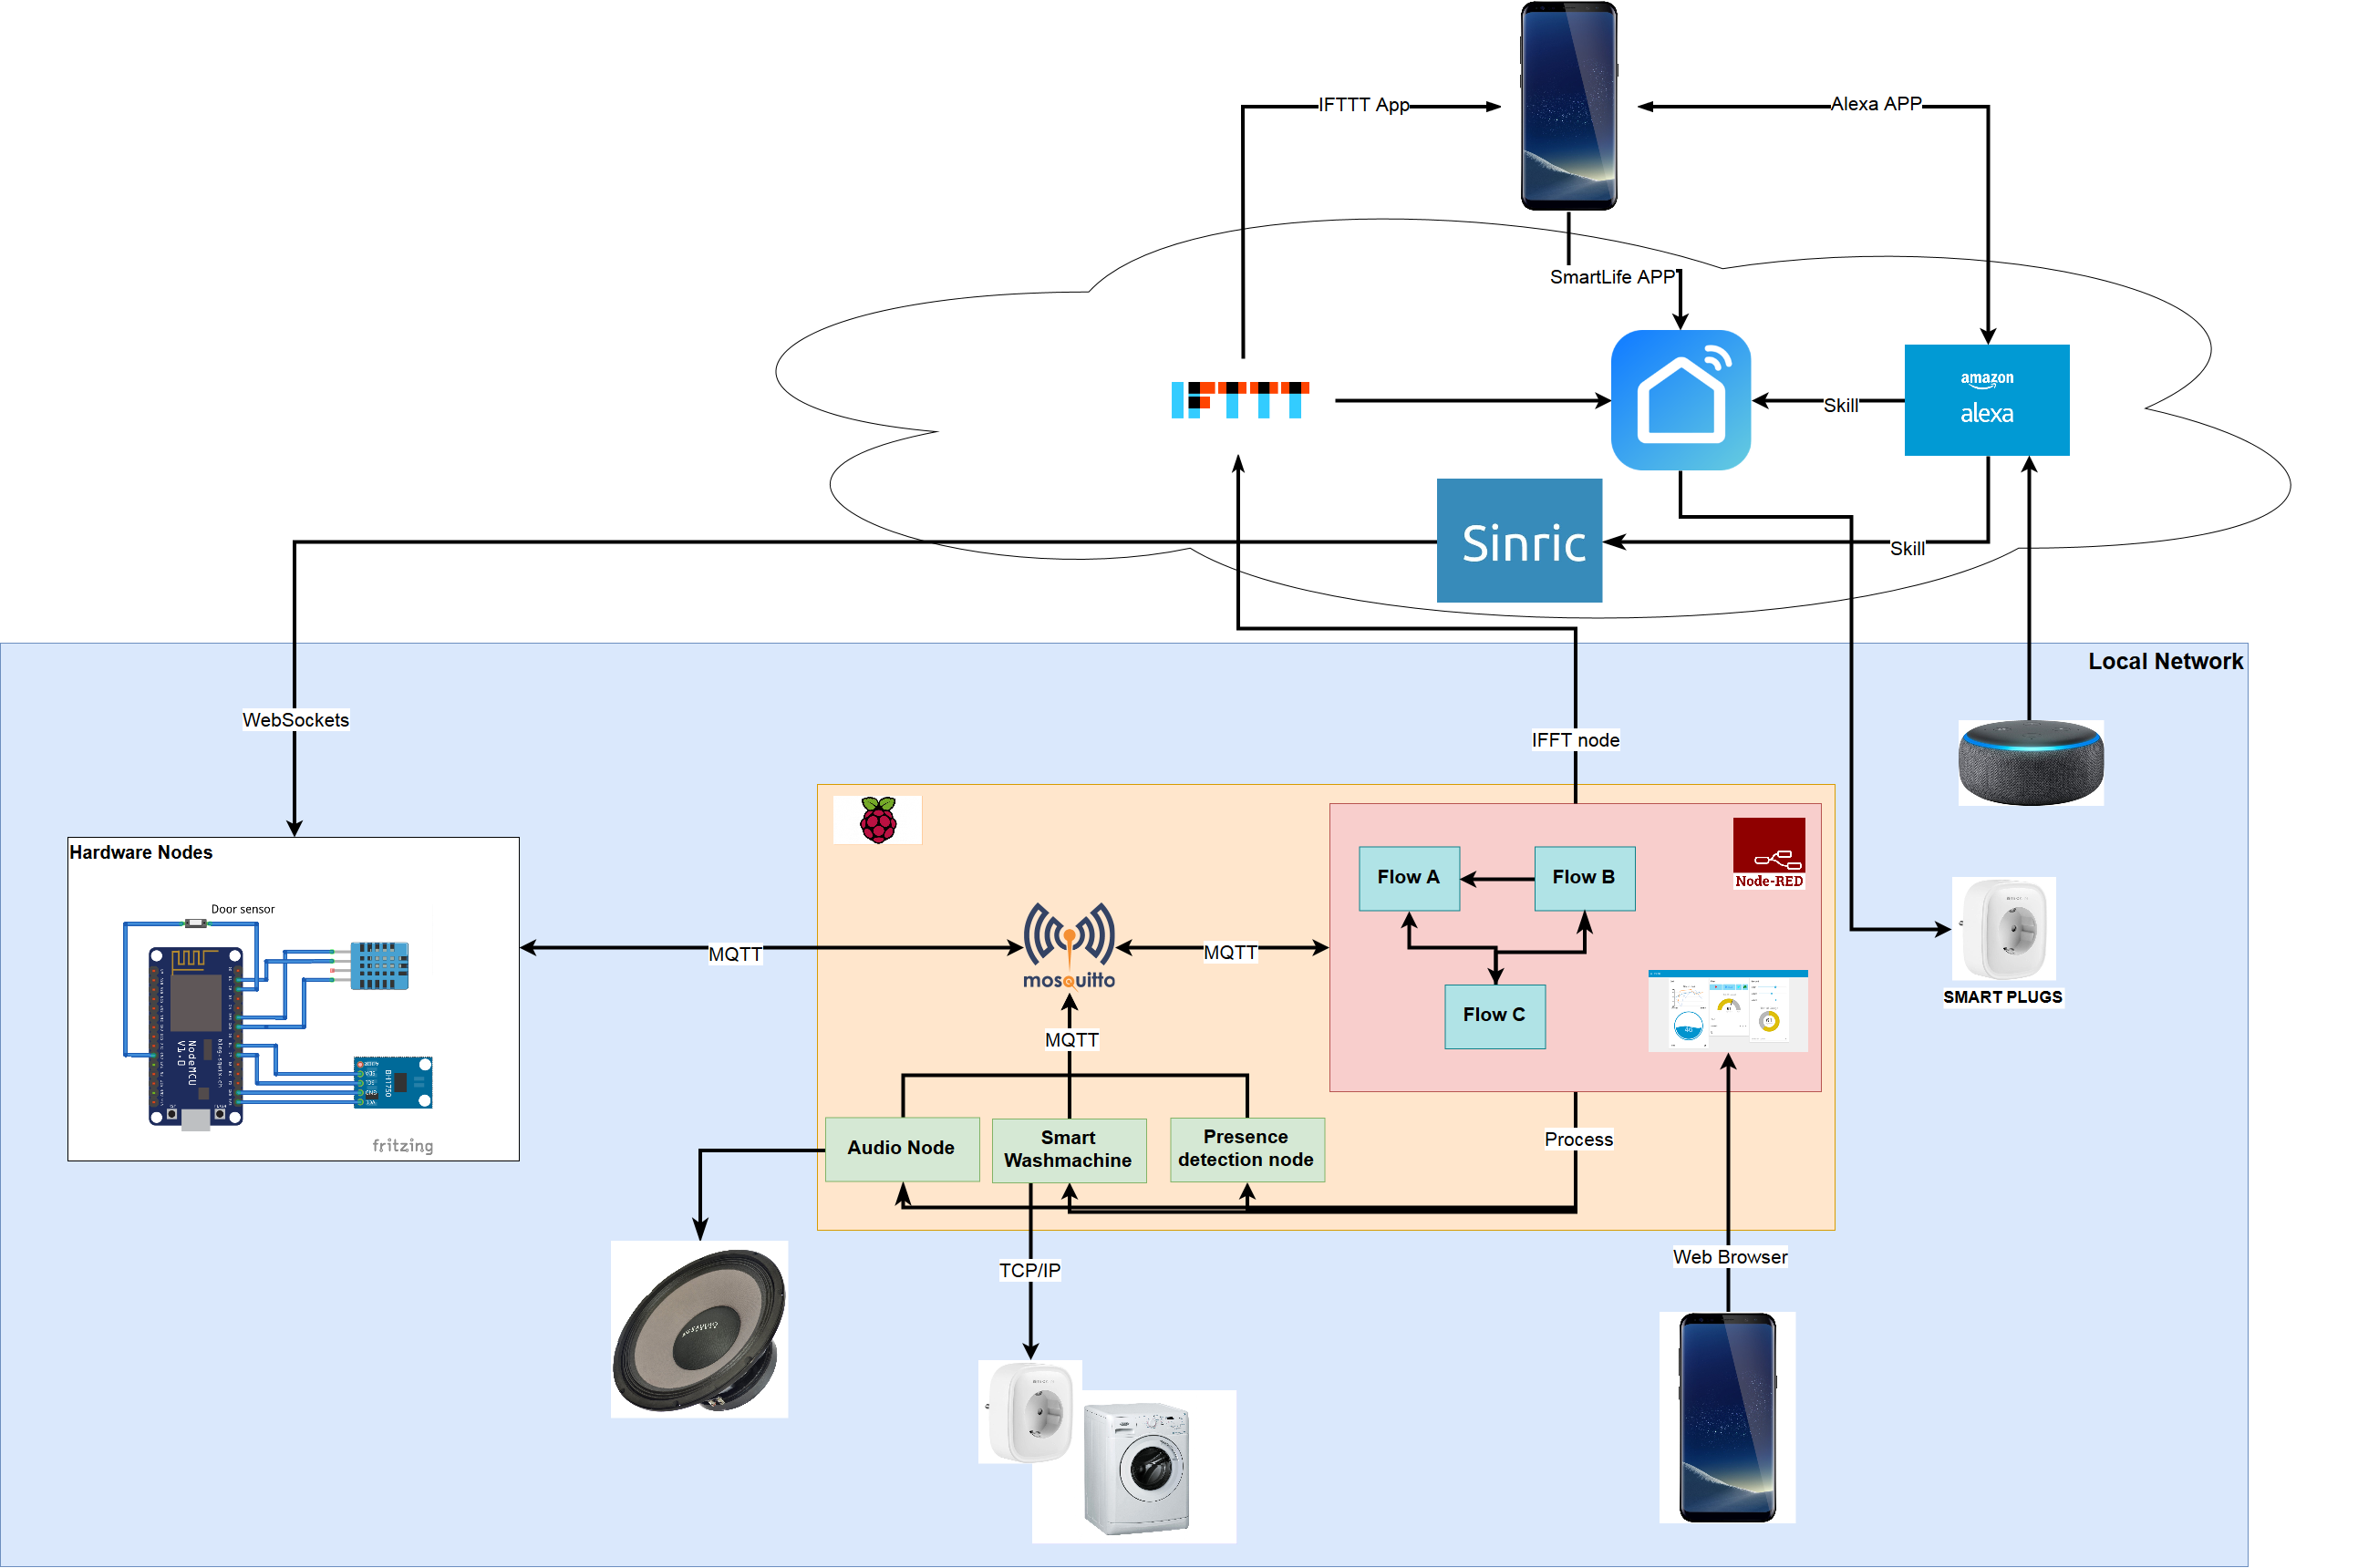 IFTTT App
Alexa APP
SmartLife APP
IFTTT
Skill
amazon
alexa
Sinric
Skill
Local Network
WebSockets
IFFT node
Hardware Nodes
Door sensor
NodeMCU
V1.0
BH1750
fritzing
MQTT
mosquitto
MQTT
MQTT
Flow A
Flow B
Flow C
Node-RED
SMART PLUGS
Audio Node
Smart
Washmachine
Presence
detection node
Process
TCP/IP
Web Browser